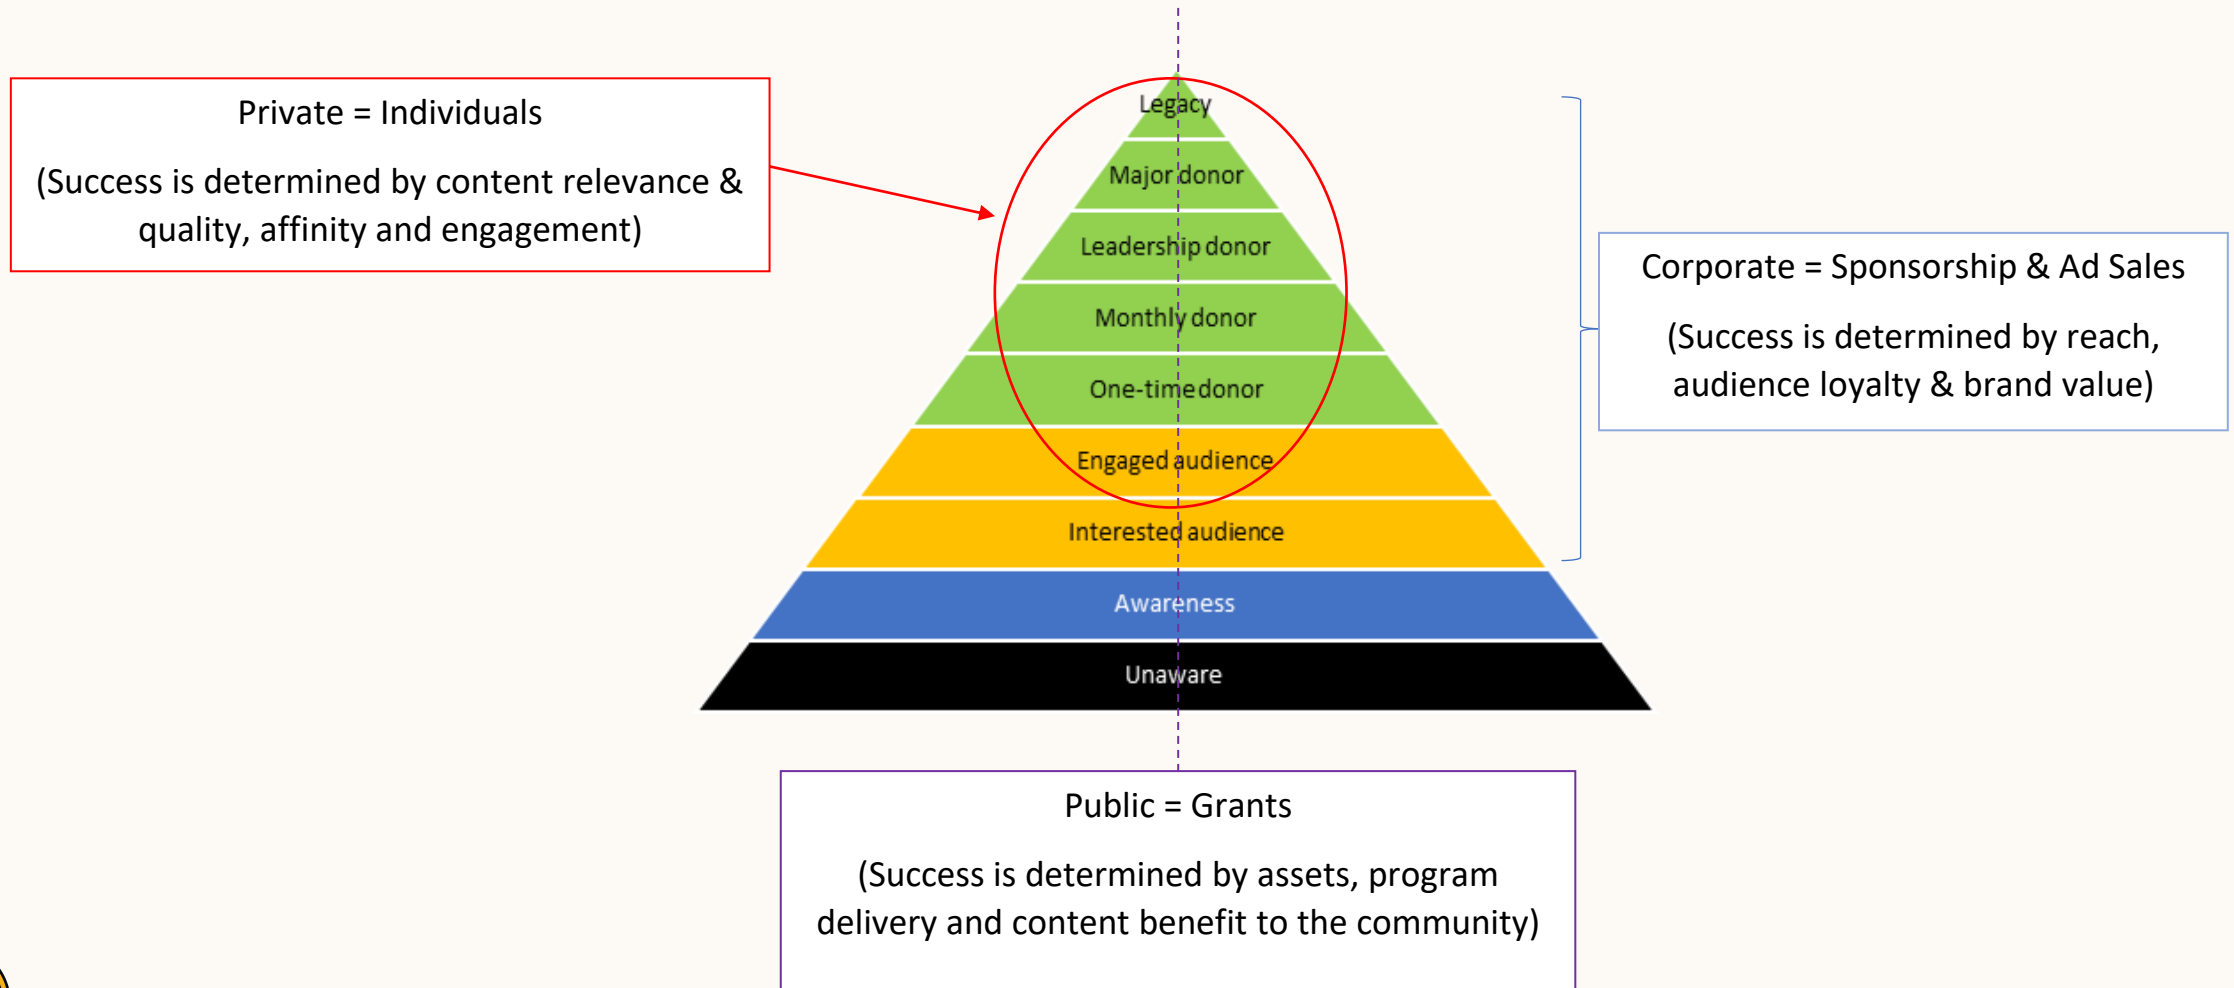 Private = Individuals
(Success is determined by content relevance &
quality, affinity and engagement)
Legacy
Major donor
Leadership donor
Monthly donor
One-time donor
Engaged audience
Interested audience
Awareness
Unaware
Corporate = Sponsorship & Ad Sales
(Success is determined by reach,
audience loyalty & brand value)
Public = Grants
(Success is determined by assets, program
delivery and content benefit to the community)